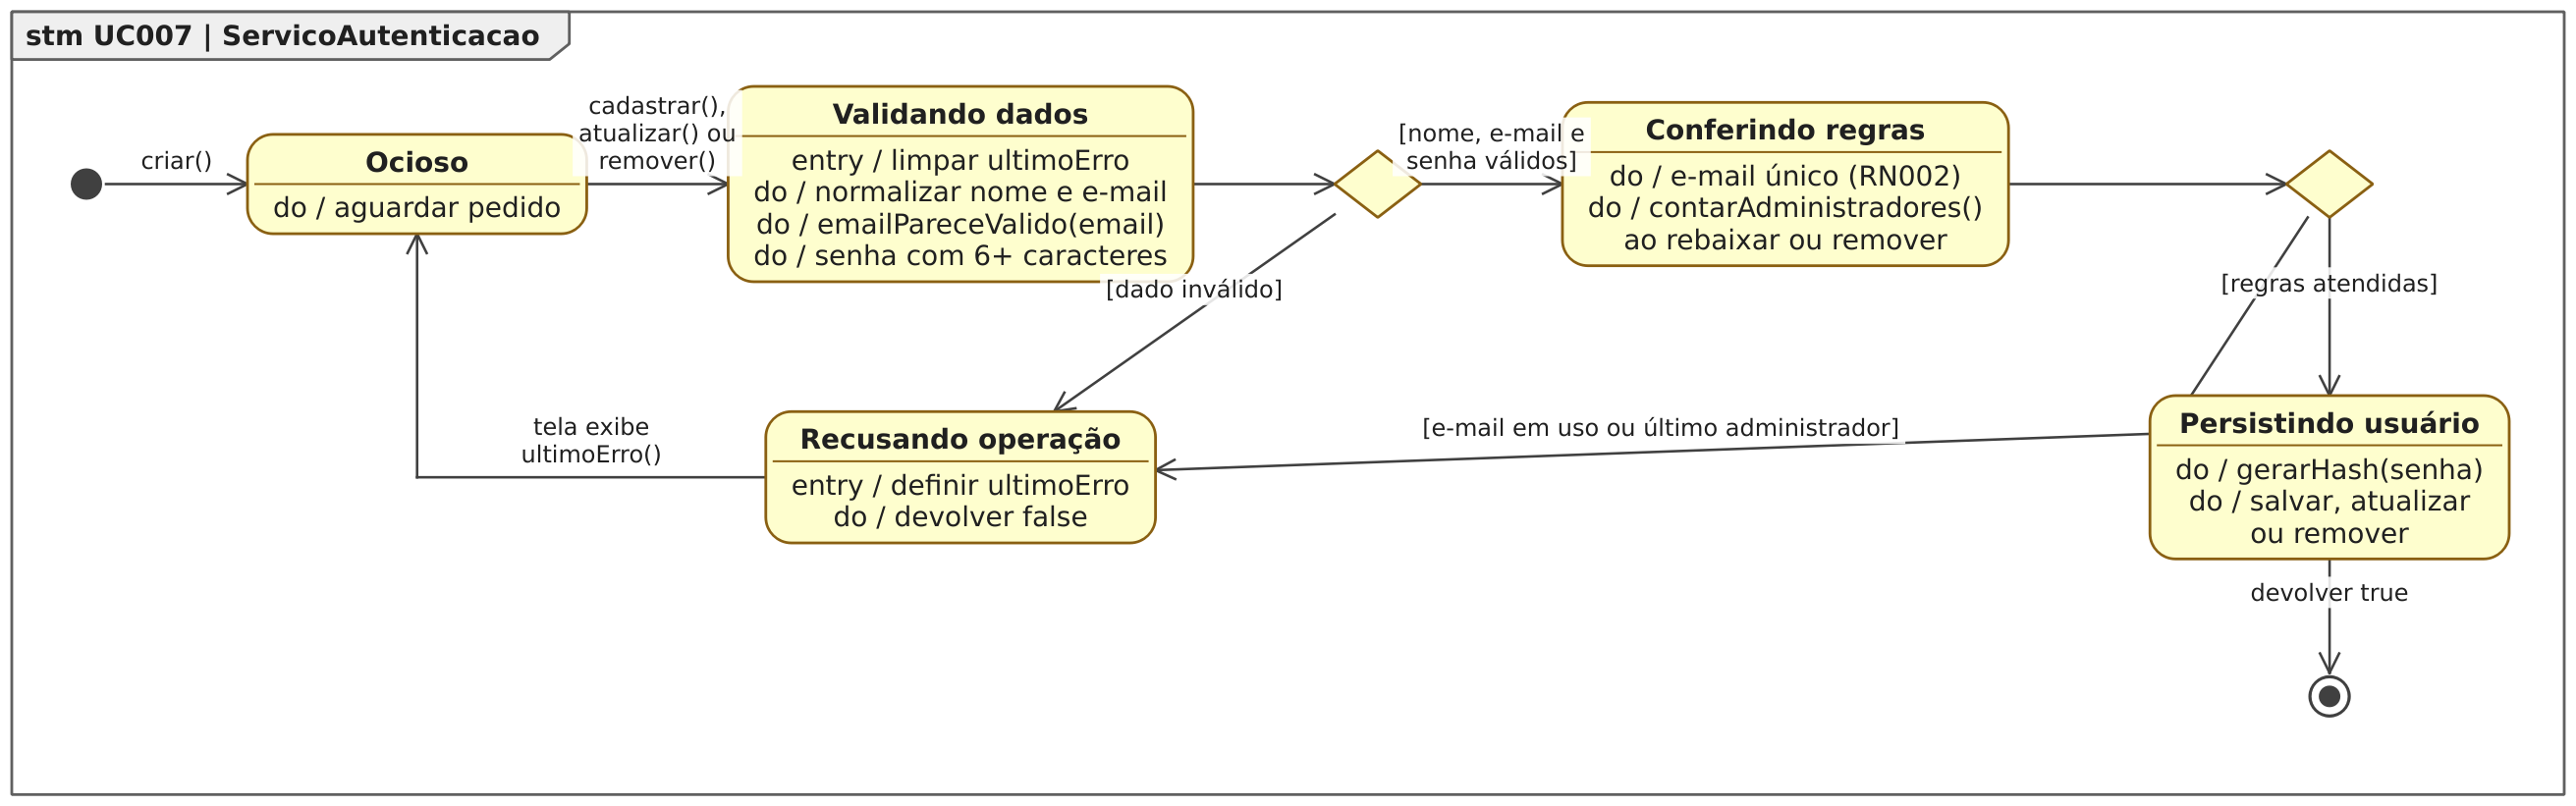 stm UC007 | ServicoAutenticacao
criar()
Ocioso
do / aguardar pedido
cadastrar(),
atualizar() ou
remover()
Validando dados
entry / limpar ultimoErro
do / normalizar nome e e-mail
do / emailPareceValido(email)
do / senha com 6+ caracteres
[nome, e-mail e
senha válidos]
Conferindo regras
do / e-mail único (RN002)
do / contarAdministradores()
ao rebaixar ou remover
[dado inválido]
[regras atendidas]
tela exibe
ultimoErro()
Recusando operação
entry / definir ultimoErro
do / devolver false
[e-mail em uso ou último administrador]
Persistindo usuário
do / gerarHash(senha)
do / salvar, atualizar
ou remover
devolver true